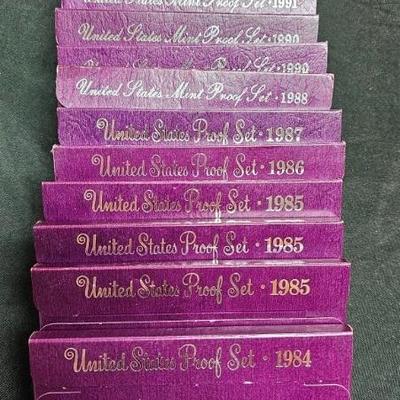 United States Mint Proof Set · 1991
United States Mint Proof Set · 1990
United States Mint Proof Set · 1990
United States Mint Proof Set · 1988
United States Proof Set · 1987
United States Proof Set · 1986
United States Proof Set · 1985
United States Proof Set · 1985
United States Proof Set · 1985
United States Proof Set · 1984